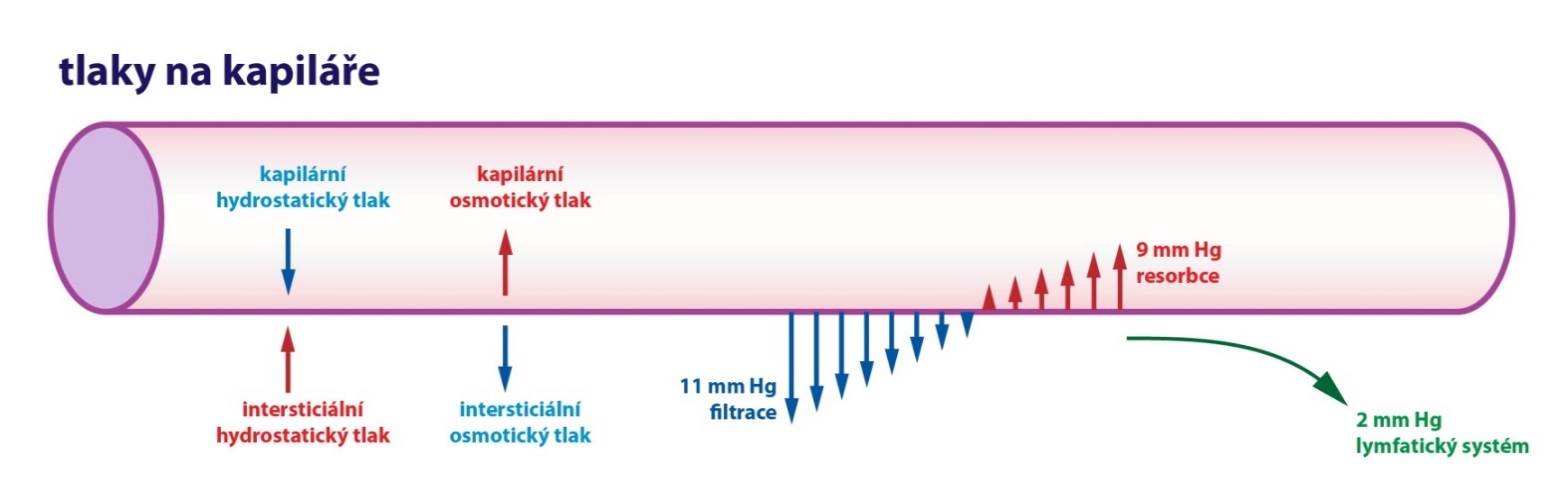 tlaky na kapiláře
kapilární
hydrostatický tlak
kapilární
osmotický tlak
intersticiální
hydrostatický tlak
intersticiální
osmotický tlak
11 mm Hg
filtrace
9 mm Hg
resorbce
2 mm Hg
lymfatický systém